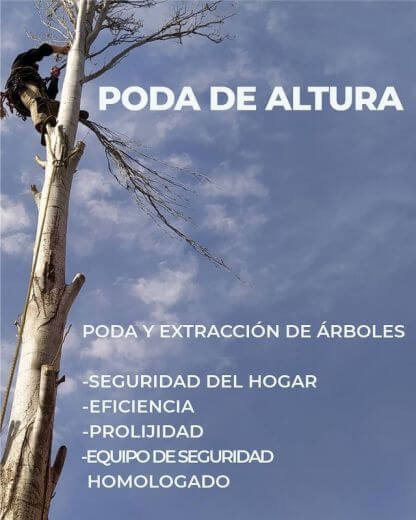 PODA DE ALTURA
PODA Y EXTRACCIÓN DE ÁRBOLES
-SEGURIDAD DEL HOGAR
-EFICIENCIA
-PROLIJIDAD
-EQUIPO DE SEGURIDAD
HOMOLOGADO